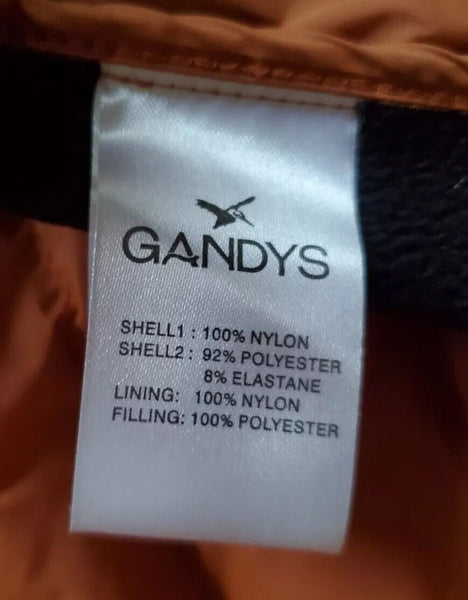 GANDYS
SHELL1 : 100% NYLON
SHELL2 : 92% POLYESTER
8% ELASTANE
LINING: 100% NYLON
FILLING: 100% POLYESTER